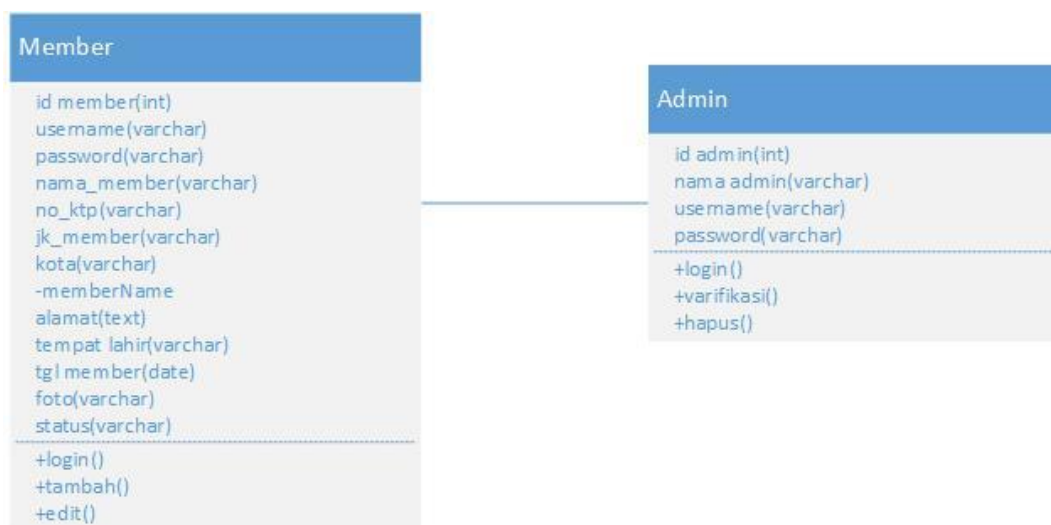 Member
id member(int)
username(varchar)
password(varchar)
nama_member(varchar)
no_ktp(varchar)
jk_member(varchar)
kota(varchar)
-memberName
alamat(text)
tempat lahir(varchar)
tgl member(date)
foto(varchar)
status(varchar)
+login()
+tambah()
+edit()
Admin
id admin(int)
nama admin(varchar)
username(varchar)
password(varchar)
+login()
+varifikasi()
+hapus()